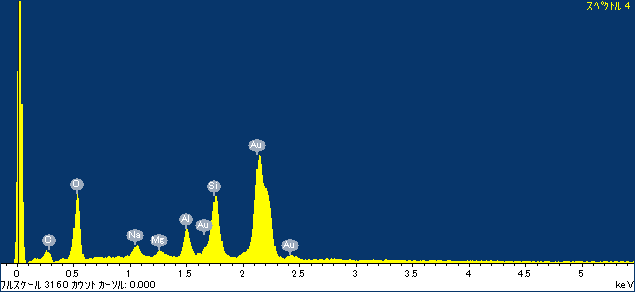 ｽﾍﾟｸﾄﾙ 4
Au
O
Si
Al
Au
Na
Mg
C
Au
0 0.5 1 1.5 2 2.5 3 3.5 4 4.5 5
ﾌﾙｽｹｰﾙ 3160 ｶｳﾝﾄ ｶｰｿﾙ: 0.000 keV